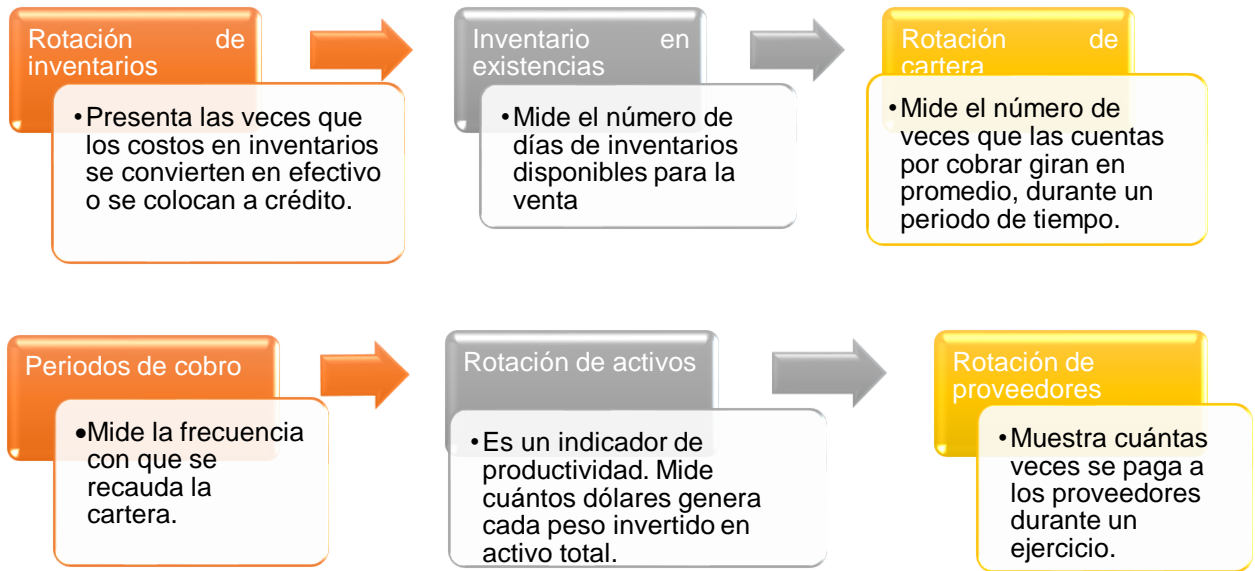 Rotación de
inventarios
•Presenta las veces que
los costos en inventarios
se convierten en efectivo
o se colocan a crédito.
Inventario en
existencias
•Mide el número de
días de inventarios
disponibles para la
venta
Rotación de
cartera
•Mide el número de
veces que las cuentas
por cobrar giran en
promedio, durante un
periodo de tiempo.
Periodos de cobro
•Mide la frecuencia
con que se
recauda la
cartera.
Rotación de activos
•Es un indicador de
productividad. Mide
cuántos dólares genera
cada peso invertido en
activo total.
Rotación de
proveedores
•Muestra cuántas
veces se paga a
los proveedores
durante un
ejercicio.